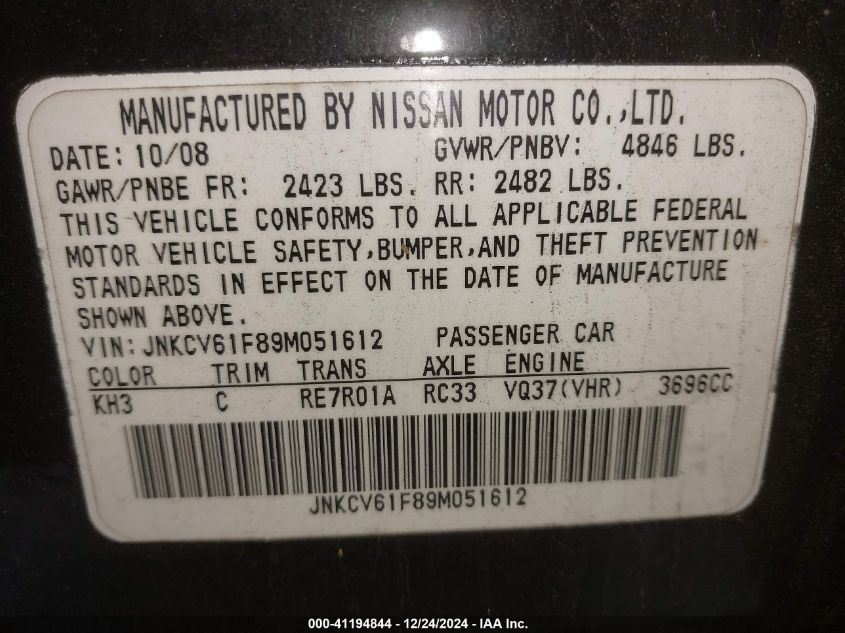 MANUFACTURED BY NISSAN MOTOR CO.,LTD.
DATE: 10/08 GVWR/PNBV: 4846 LBS.
GAWR/PNBE FR: 2423 LBS. RR: 2482 LBS.
THIS VEHICLE CONFORMS TO ALL APPLICABLE FEDERAL
MOTOR VEHICLE SAFETY,BUMPER,AND THEFT PREVENTION
STANDARDS IN EFFECT ON THE DATE OF MANUFACTURE
SHOWN ABOVE.
VIN: JNKCV61F89M051612 PASSENGER CAR
COLOR TRIM TRANS AXLE ENGINE
KH3 C RE7R01A RC33 VQ37(VHR) 3696CC
JNKCV61F89M051612
000-41194844 - 12/24/2024 - IAA Inc.